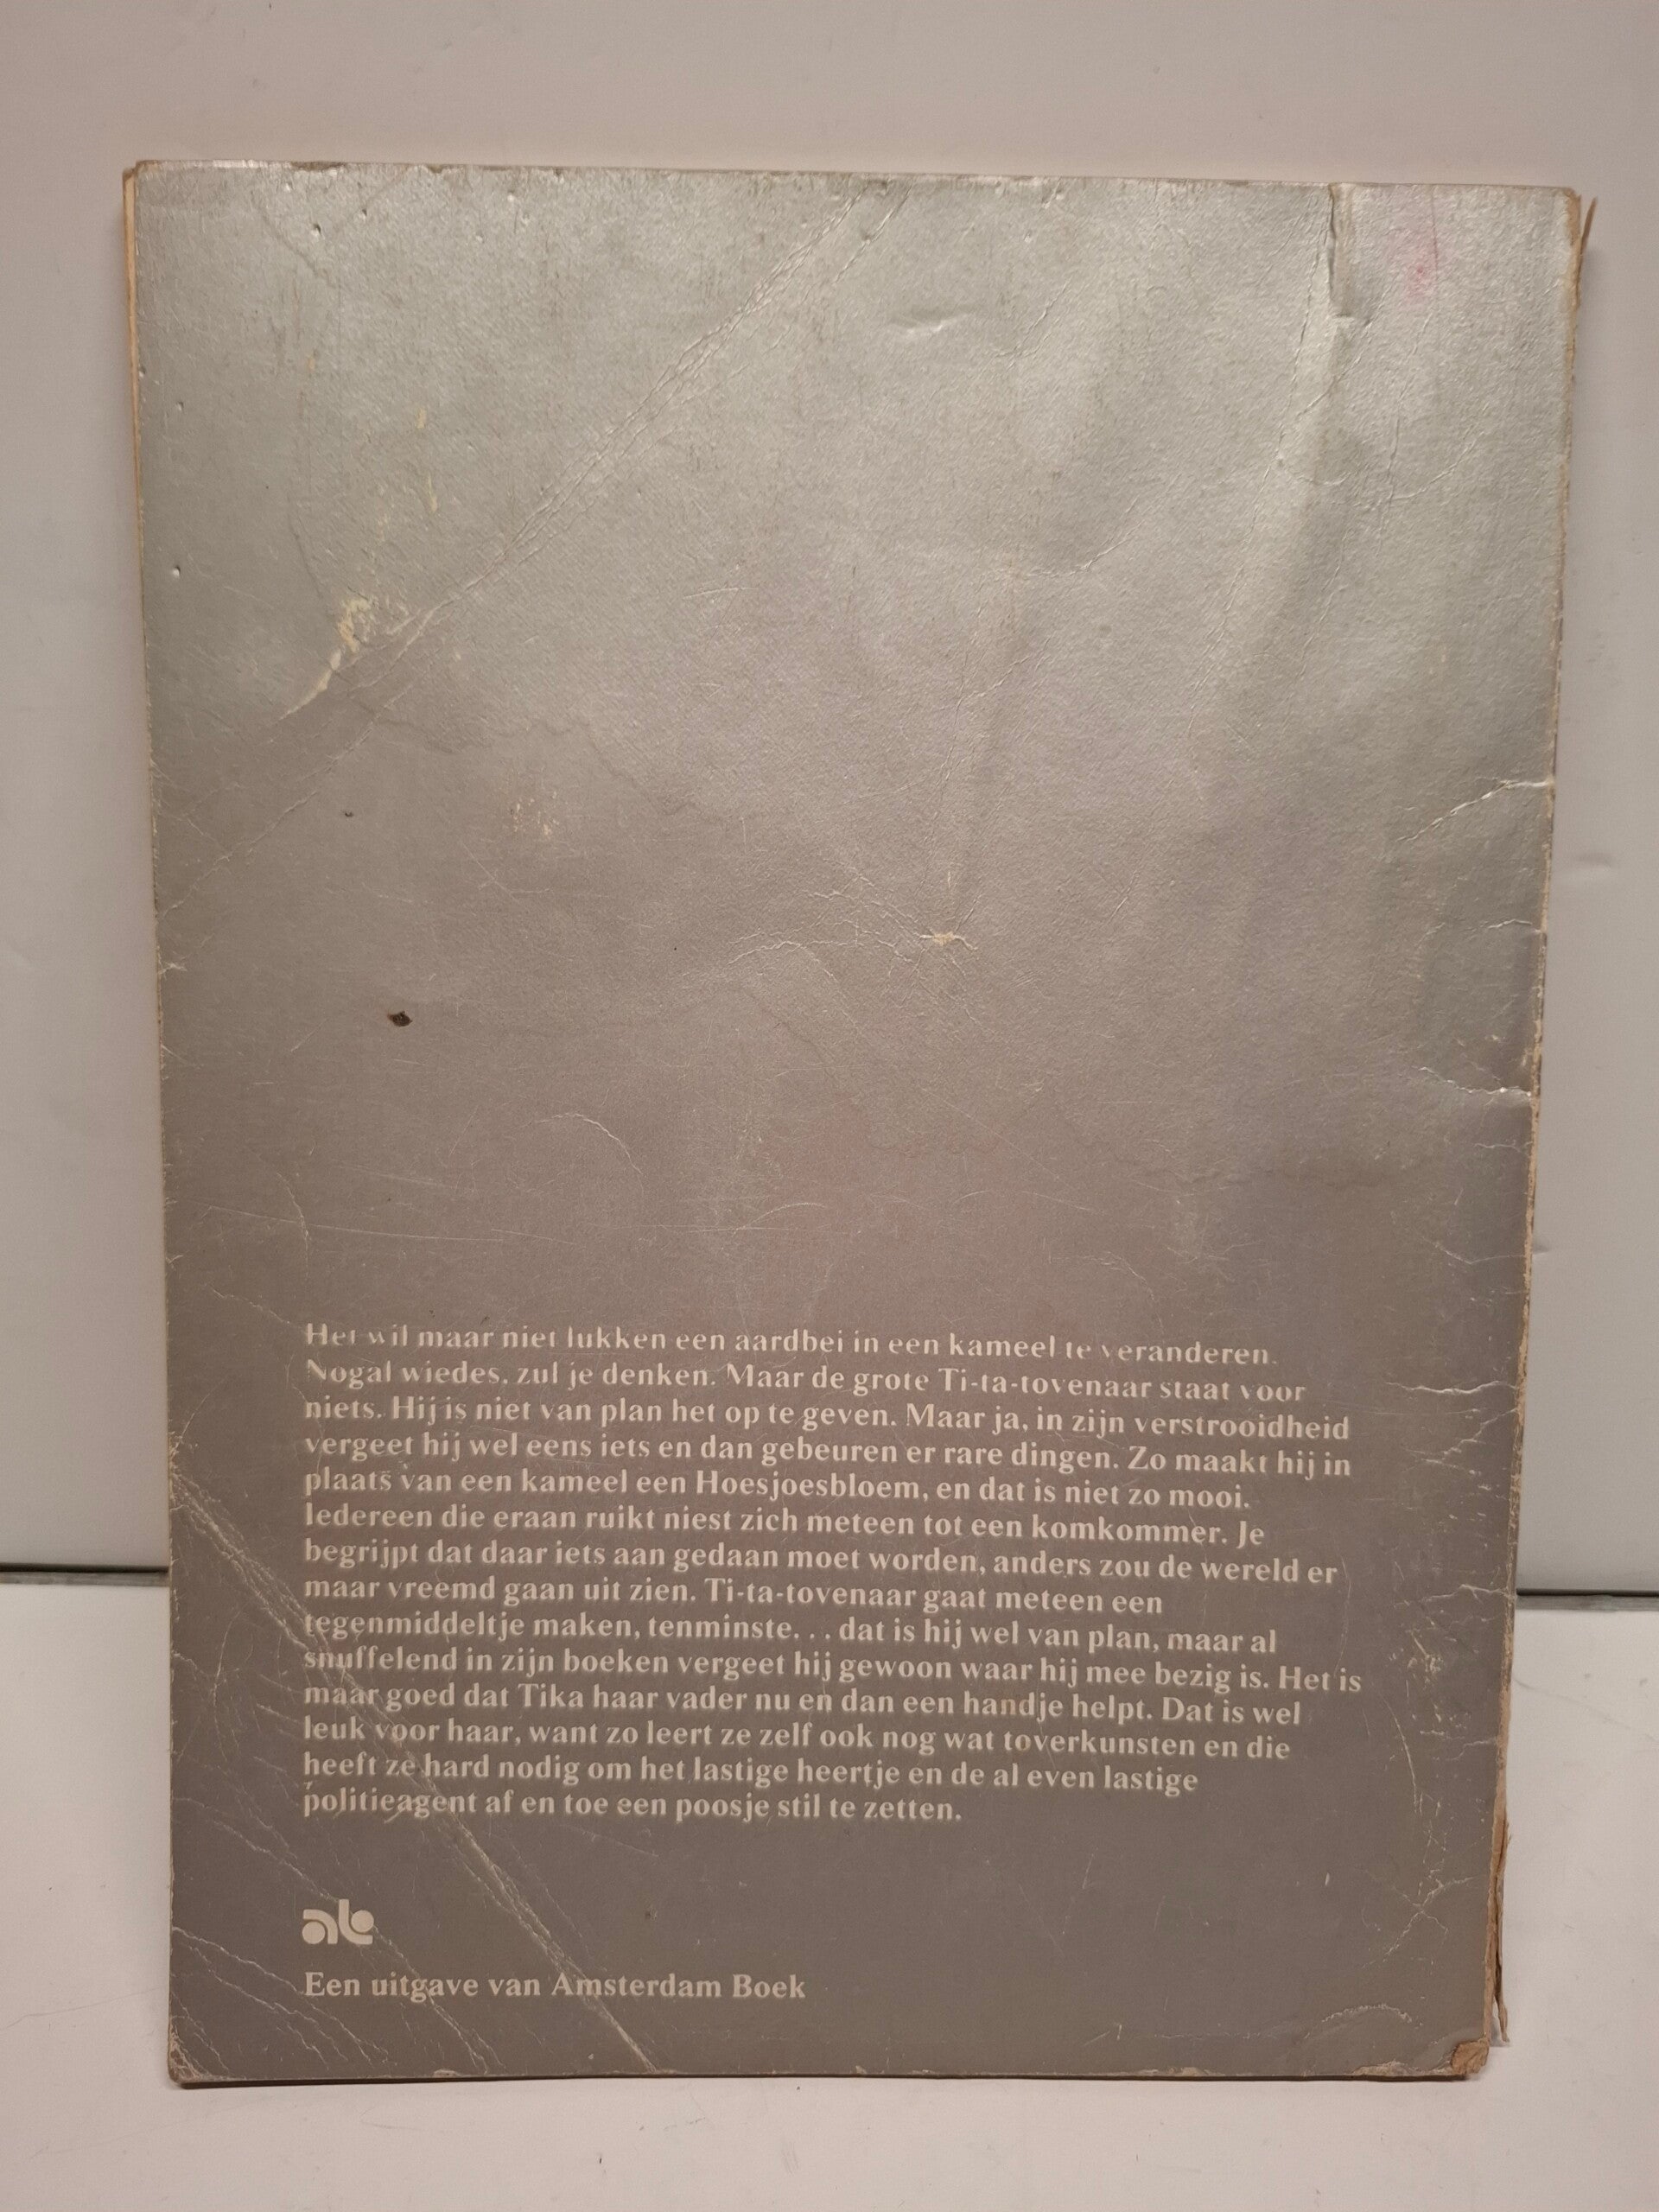 Het wil maar niet lukken een aardbei in een kameel te veranderen.
Nogal wiedes, zul je denken. Maar de grote Ti-ta-tovenaar staat voor
niets. Hij is niet van plan het op te geven. Maar ja, in zijn verstrooidheid
vergeet hij wel eens iets en dan gebeuren er rare dingen. Zo maakt hij in
plaats van een kameel een Hoesjoesbloem, en dat is niet zo mooi.
Iedereen die eraan ruikt niest zich meteen tot een komkommer. Je
begrijpt dat daar iets aan gedaan moet worden, anders zou de wereld er
maar vreemd gaan uit zien. Ti-ta-tovenaar gaat meteen een
tegenmiddeltje maken, tenminste. . . dat is hij wel van plan, maar al
snuffelend in zijn boeken vergeet hij gewoon waar hij mee bezig is. Het is
maar goed dat Tika haar vader nu en dan een handje helpt. Dat is wel
leuk voor haar, want zo leert ze zelf ook nog wat toverkunsten en die
heeft ze hard nodig om het lastige heertje en de al even lastige
politieagent af en toe een poosje stil te zetten.
ab
Een uitgave van Amsterdam Boek